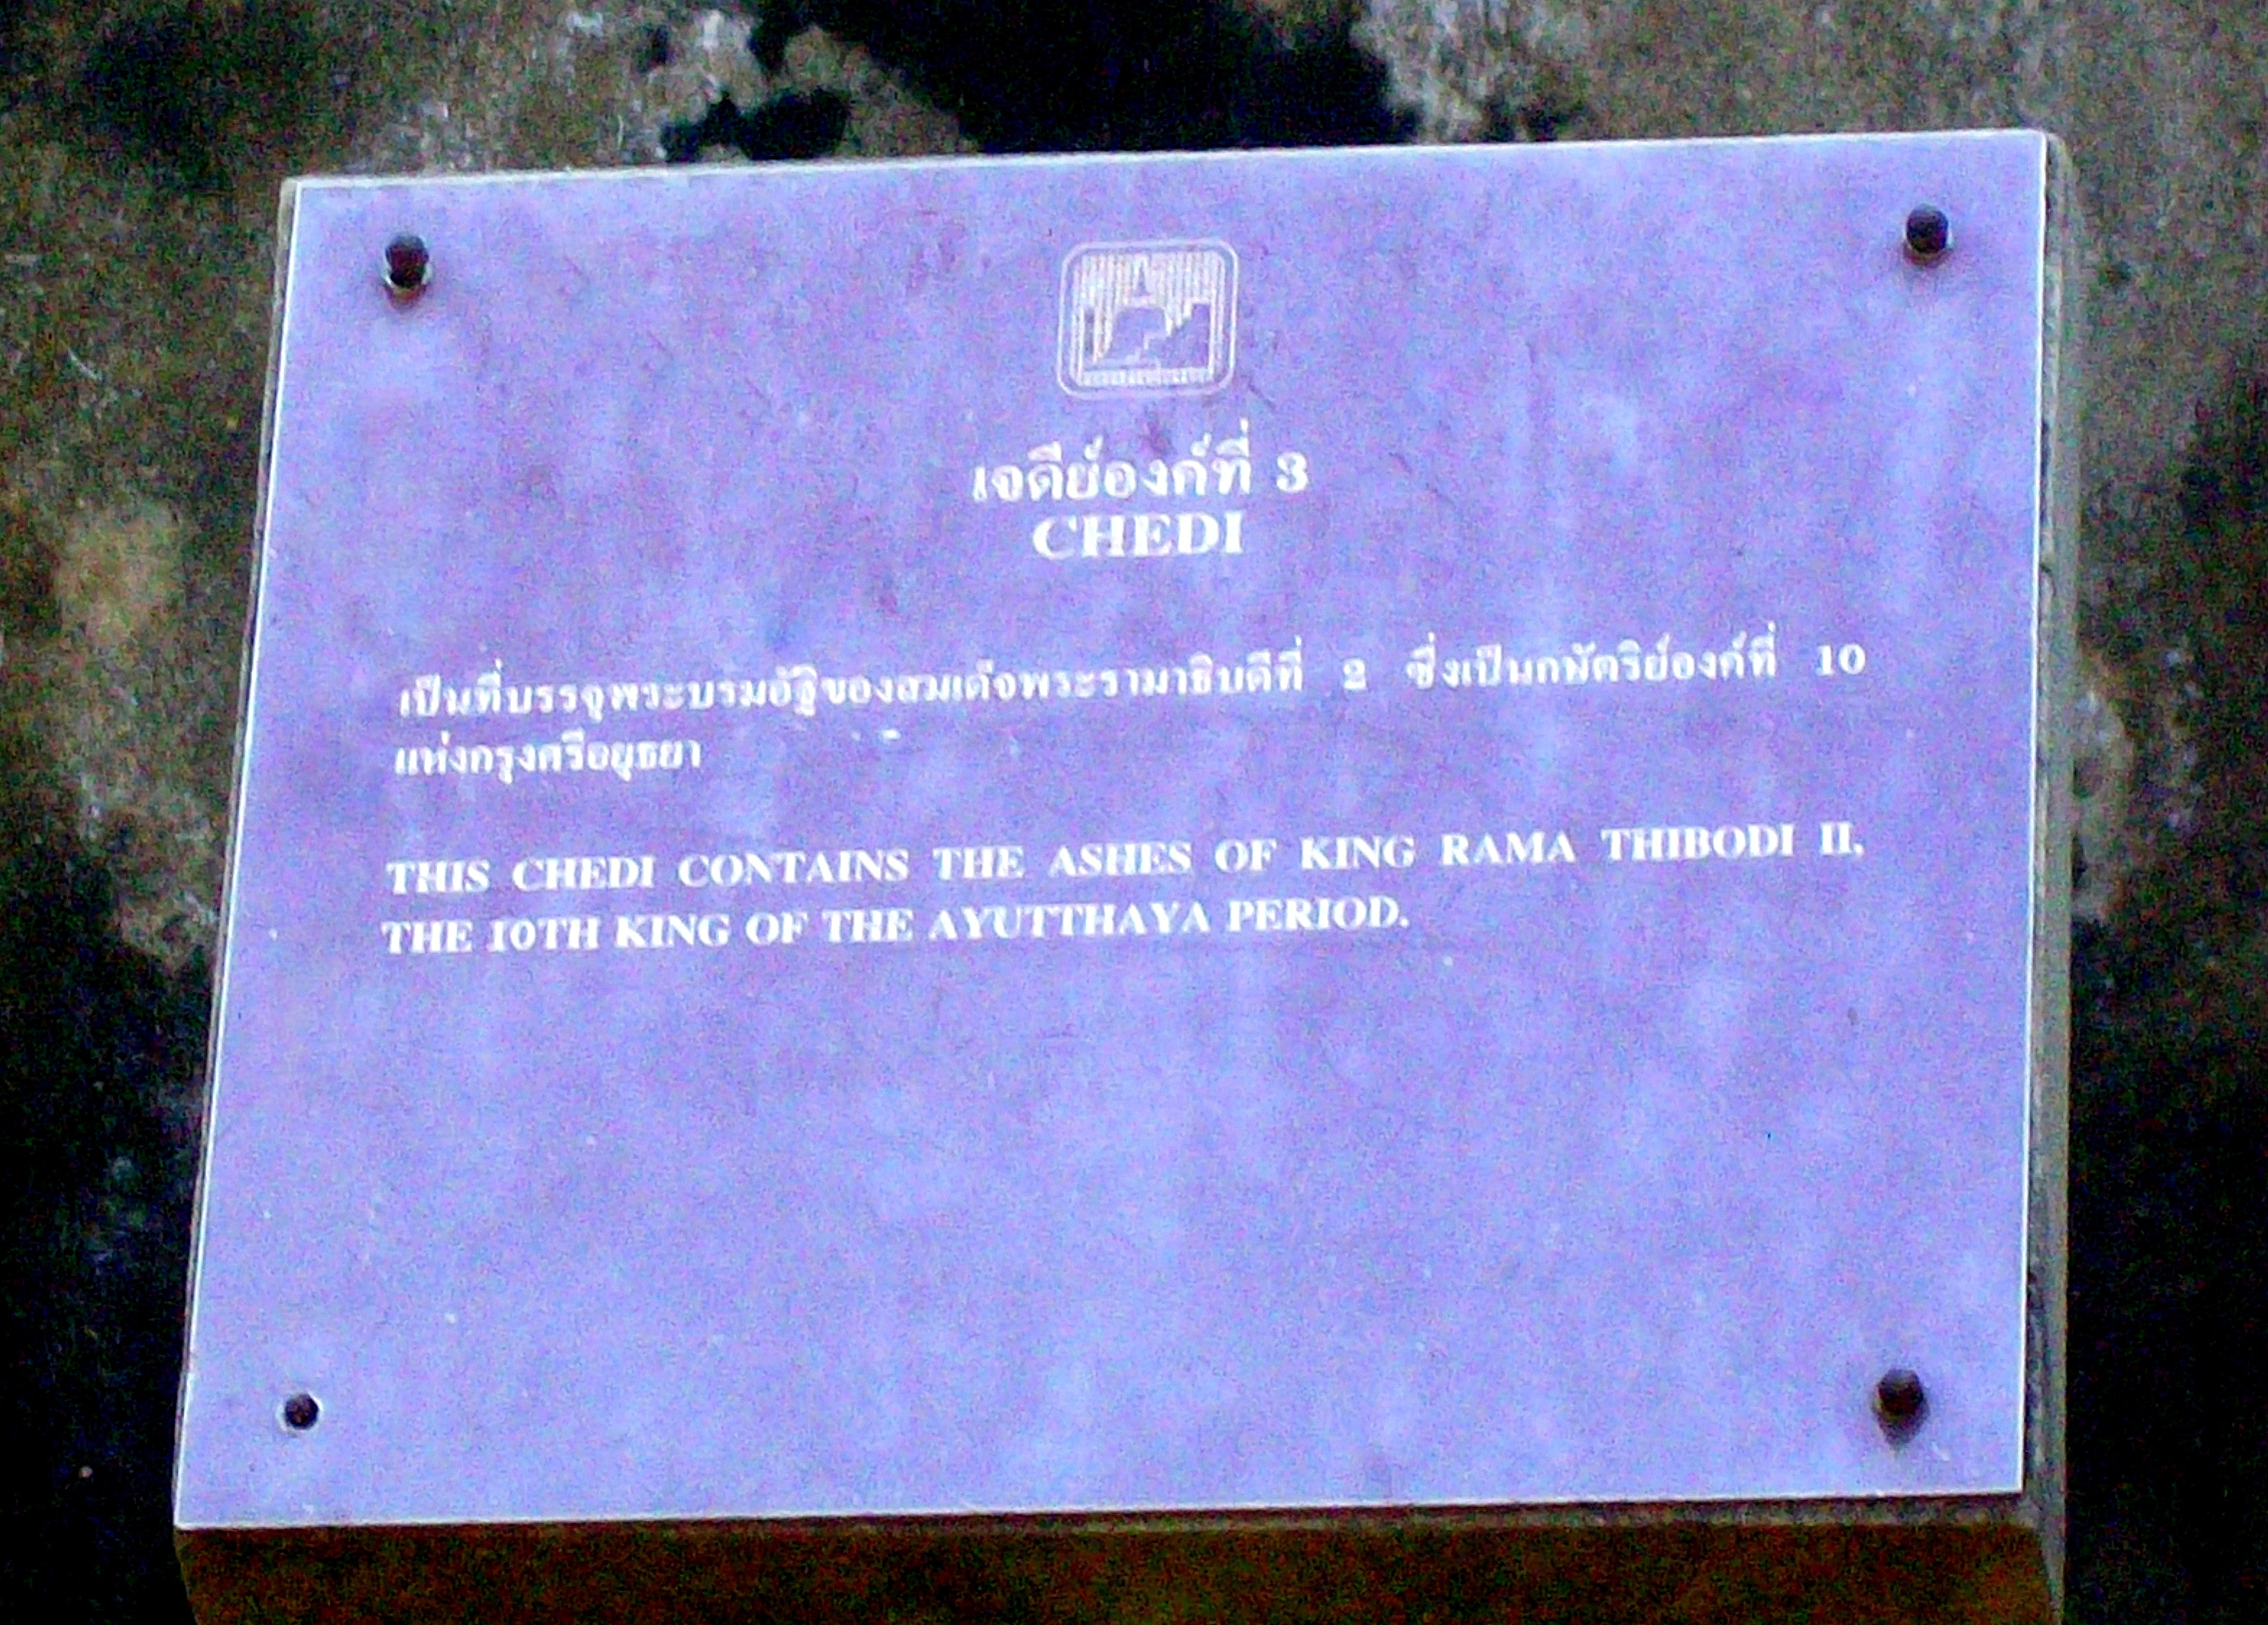 เจดีย์องค์ที่ 3
CHEDI
เป็นที่บรรจุพระบรมอัฐิของสมเด็จพระรามาธิบดีที่ 2 ซึ่งเป็นกษัตริย์องค์ที่ 10
แห่งกรุงศรีอยุธยา
THIS CHEDI CONTAINS THE ASHES OF KING RAMA THIBODI II,
THE 10TH KING OF THE AYUTTHAYA PERIOD.